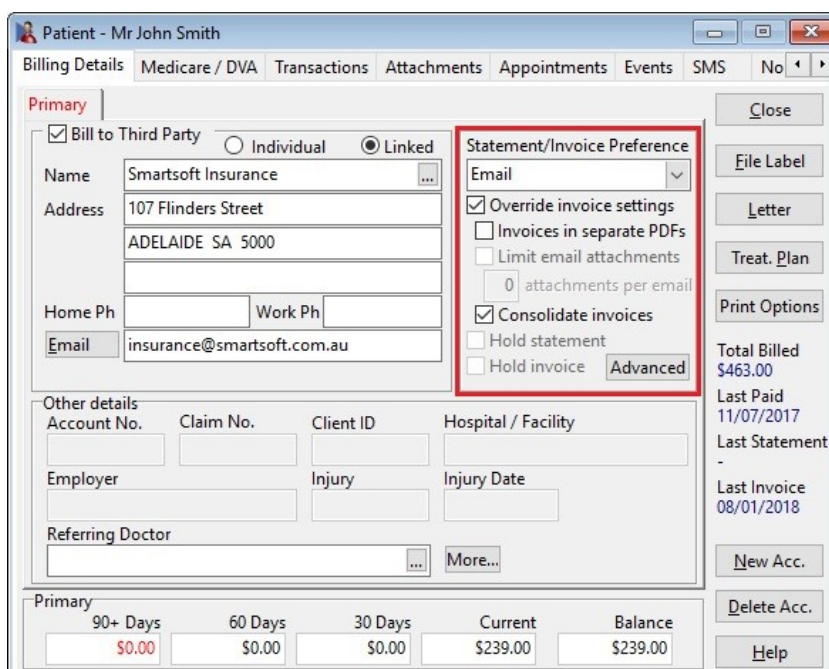 Patient - Mr John Smith
Billing Details Medicare / DVA Transactions Attachments Appointments Events SMS No
Primary
Bill to Third Party Individual Linked
Name Smartsoft Insurance ...
Address 107 Flinders Street
ADELAIDE SA 5000
Home Ph Work Ph
Email insurance@smartsoft.com.au
Statement/Invoice Preference
Email
Override invoice settings
Invoices in separate PDFs
Limit email attachments
0 attachments per email
Consolidate invoices
Hold statement
Hold invoice Advanced
Other details
Account No. Claim No. Client ID Hospital / Facility
Employer Injury Injury Date
Referring Doctor
... More...
Primary
90+ Days 60 Days 30 Days Current Balance
$0.00 $0.00 $0.00 $239.00 $239.00
Close
File Label
Letter
Treat. Plan
Print Options
Total Billed
$463.00
Last Paid
11/07/2017
Last Statement
-
Last Invoice
08/01/2018
New Acc.
Delete Acc.
Help